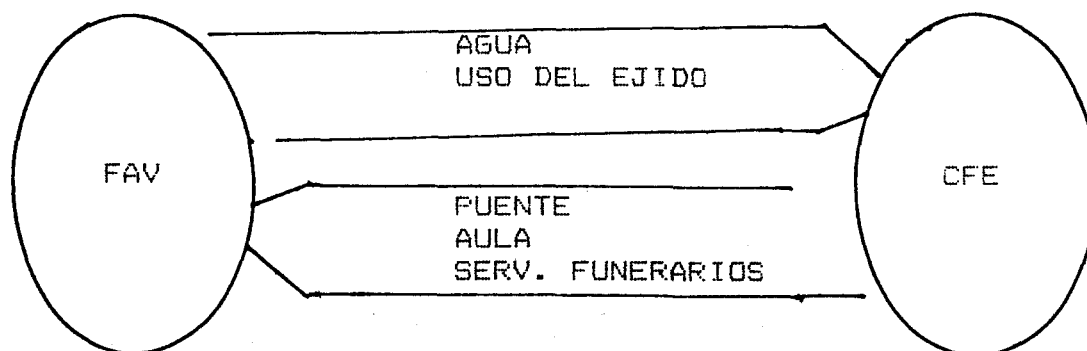 AGUA
USO DEL EJIDO
FAV
CFE
PUENTE
AULA
SERV. FUNERARIOS